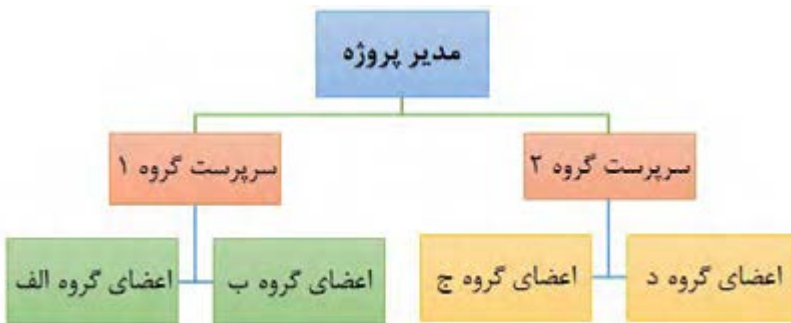 مدیر پروژه
سرپرست گروه ۲
سرپرست گروه ۱
اعضای گروه د
اعضای گروه ج
اعضای گروه ب
اعضای گروه الف